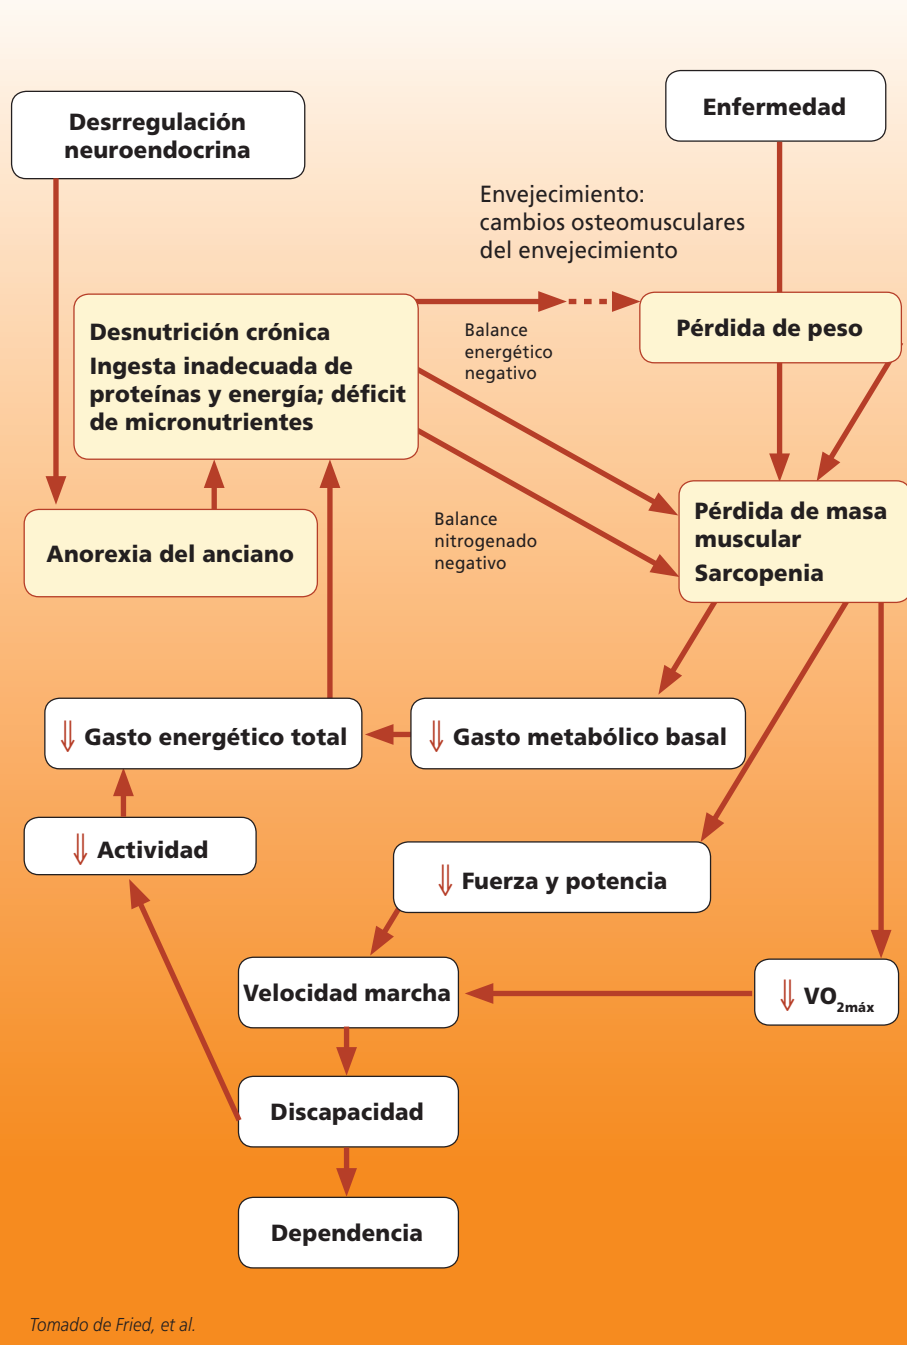 Desrregulación
neuroendocrina
Enfermedad
Envejecimiento:
cambios osteomusculares
del envejecimiento
Desnutrición crónica
Ingesta inadecuada de
proteínas y energía; déficit
de micronutrientes
Balance
energético
negativo
Pérdida de peso
Anorexia del anciano
Balance
nitrogenado
negativo
Pérdida de masa
muscular
Sarcopenia
⇓ Gasto energético total
⇓ Gasto metabólico basal
⇓ Actividad
⇓ Fuerza y potencia
Velocidad marcha
⇓ VO2máx
Discapacidad
Dependencia
Tomado de Fried, et al.